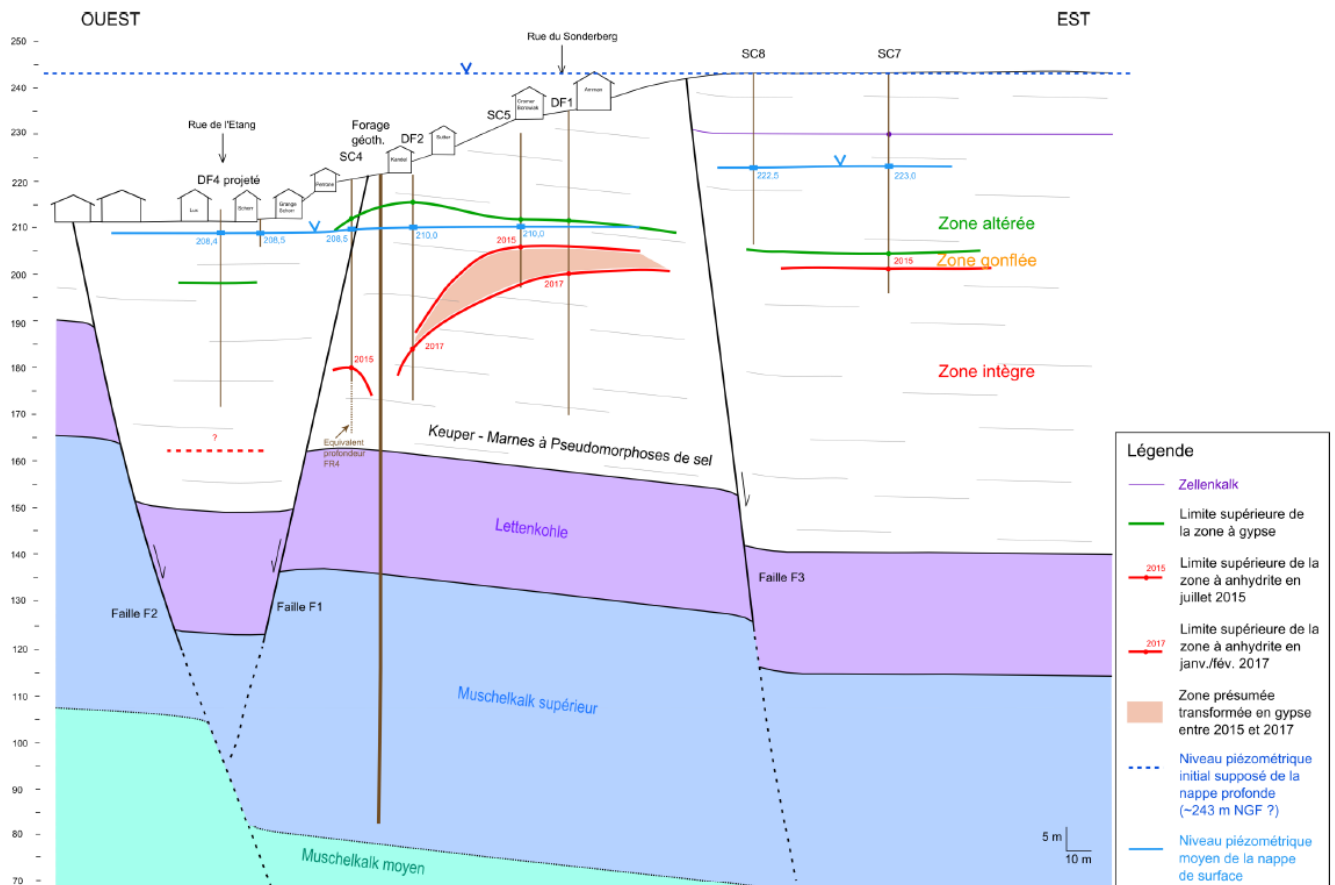 OUEST
EST
Rue du Sonderberg
SC8
SC7
250
240
230
220
210
200
190
180
170
160
150
140
130
120
110
100
90
80
70
Rue de l'Etang
DF4 projeté
Forage
géoth.
SC4
DF2
SC5
DF1
Luc
Scherr
Grange
Scherr
208,4
208,5
208,5
210,0
210,0
222,5
223,0
2015
2017
2017
2015
2015
?
Zone altérée
Zone gonflée
Zone intègre
Equivalent
profondeur
FR4
Keuper - Marnes à Pseudomorphoses de sel
Lettenkohle
Faille F2
Faille F1
Faille F3
Muschelkalk supérieur
Muschelkalk moyen
5 m
10 m
Légende
Zellenkalk
Limite supérieure de
la zone à gypse
2015
Limite supérieure de la
zone à anhydrite en
juillet 2015
2017
Limite supérieure de la
zone à anhydrite en
janv./fév. 2017
Zone présumée
transformée en gypse
entre 2015 et 2017
Niveau piézométrique
initial supposé de la
nappe profonde
(~243 m NGF ?)
Niveau piézométrique
moyen de la nappe
de surface